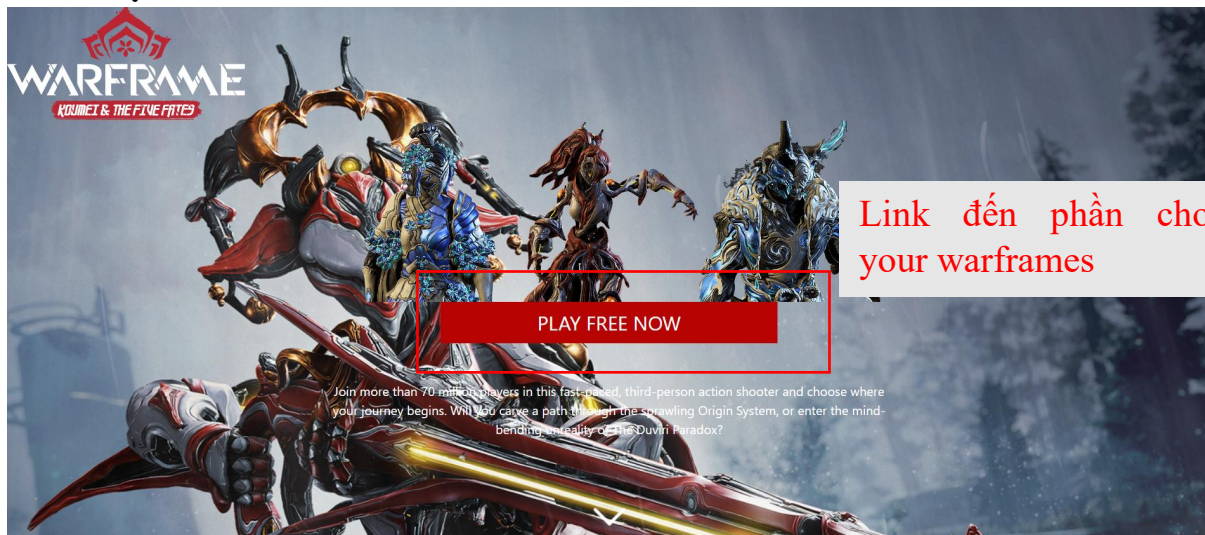 WARFRAME
KOUMEI & THE FIVE FATES
Link đến phần cho
your warframes
PLAY FREE NOW
Join more than 70 million players in this fast-paced, third-person action shooter and choose where
your journey begins. Will you carve a path through the sprawling Origin System, or enter the mind-
bending unreality of The Duviri Paradox?